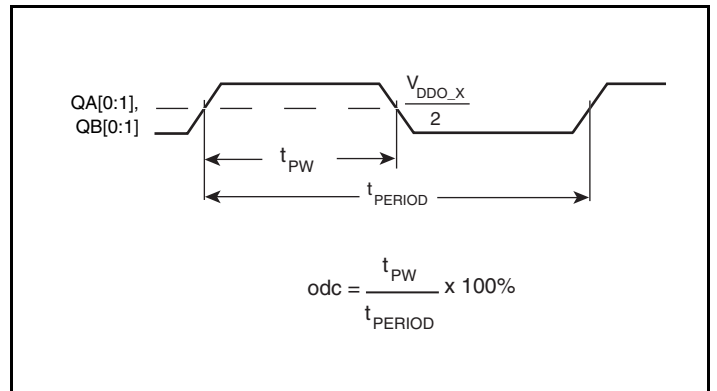 QA[0:1],
QB[0:1]
V_DDO_X
2
t_PW
t_PERIOD
odc = t_PW / t_PERIOD x 100%